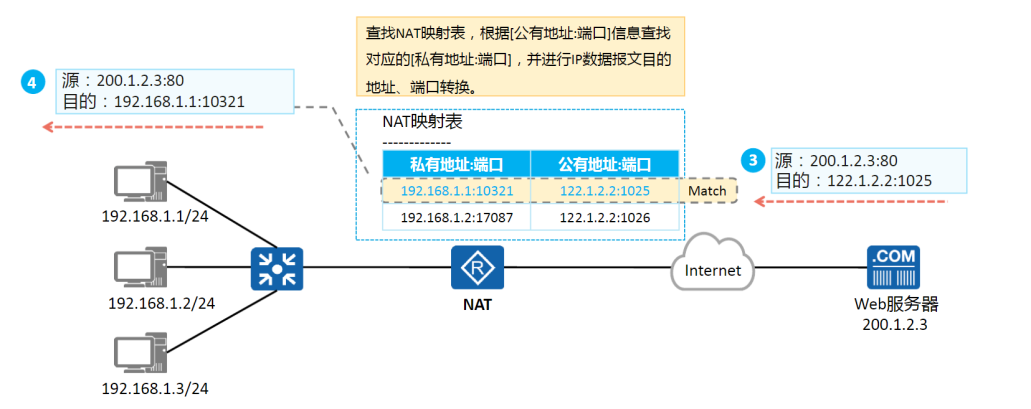 查找NAT映射表，根据[公有地址:端口]信息查找
对应的[私有地址:端口]，并进行IP数据报文目的
地址、端口转换。
4
源：200.1.2.3:80
目的：192.168.1.1:10321
NAT映射表
-------------
私有地址:端口 公有地址:端口
192.168.1.1:10321 122.1.2.2:1025 Match
192.168.1.2:17087 122.1.2.2:1026
3
源：200.1.2.3:80
目的：122.1.2.2:1025
192.168.1.1/24
192.168.1.2/24
192.168.1.3/24
R
NAT
Internet
.COM
Web服务器
200.1.2.3